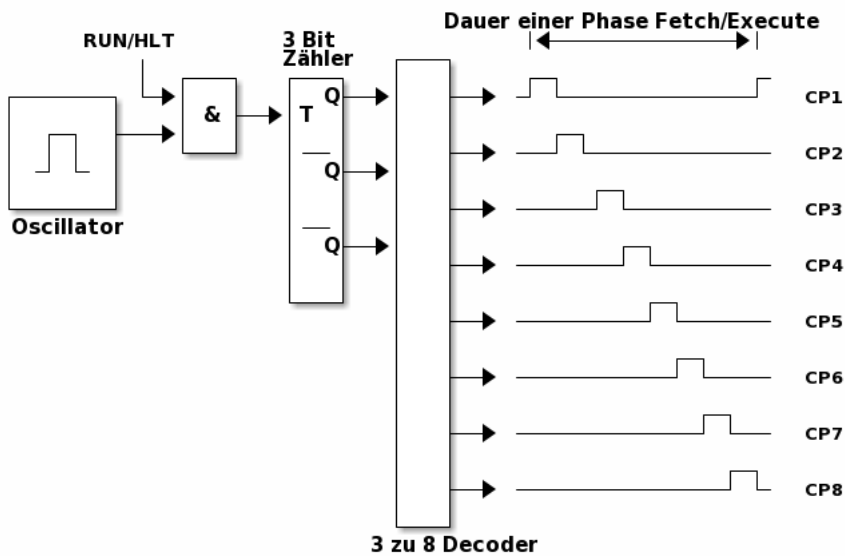 Dauer einer Phase Fetch/Execute
RUN/HLT
3 Bit
Zähler
Q
CP1
&
T
CP2
Q
CP3
Oscillator
Q
CP4
CP5
CP6
CP7
CP8
3 zu 8 Decoder